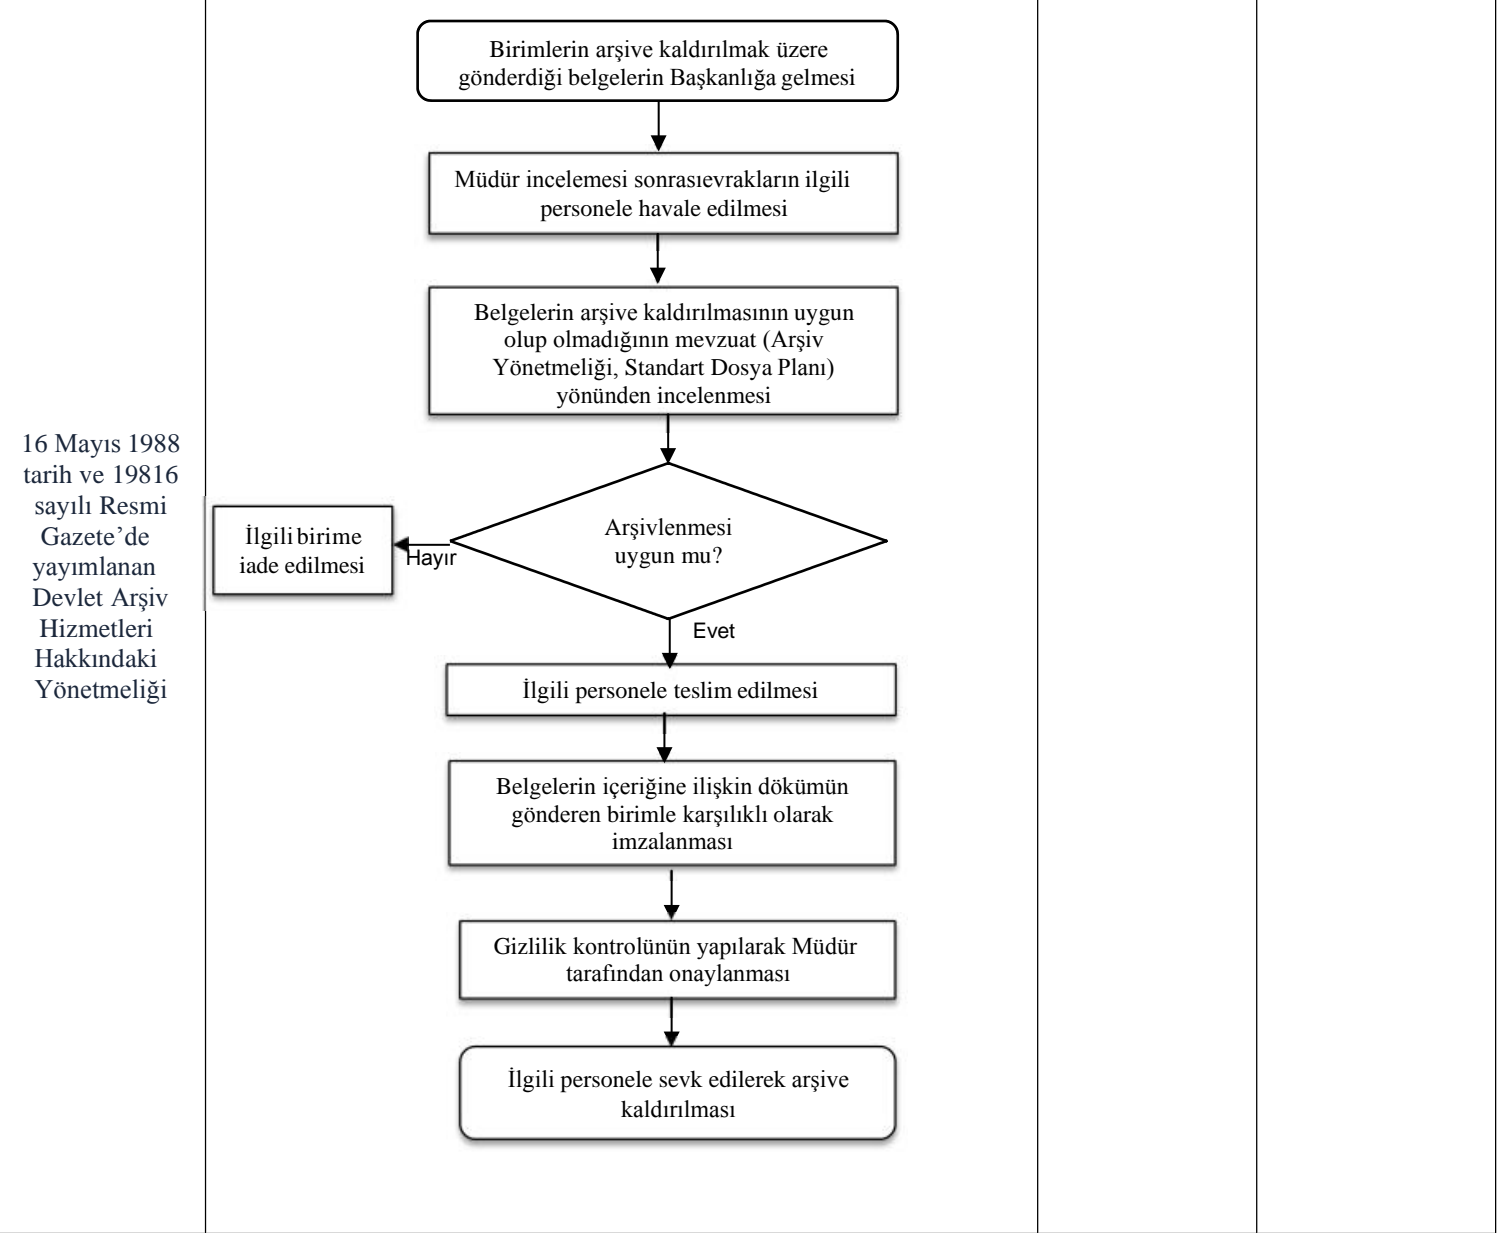 16 Mayıs 1988
tarih ve 19816
sayılı Resmi
Gazete’de
yayımlanan
Devlet Arşiv
Hizmetleri
Hakkındaki
Yönetmeliği
Birimlerin arşive kaldırılmak üzere
gönderdiği belgelerin Başkanlığa gelmesi
Müdür incelemesi sonrasıevrakların ilgili
personele havale edilmesi
Belgelerin arşive kaldırılmasının uygun
olup olmadığının mevzuat (Arşiv
Yönetmeliği, Standart Dosya Planı)
yönünden incelenmesi
Arşivlenmesi
uygun mu?
Hayır
İlgili birime
iade edilmesi
Evet
İlgili personele teslim edilmesi
Belgelerin içeriğine ilişkin dökümün
gönderen birimle karşılıklı olarak
imzalanması
Gizlilik kontrolünün yapılarak Müdür
tarafından onaylanması
İlgili personele sevk edilerek arşive
kaldırılması